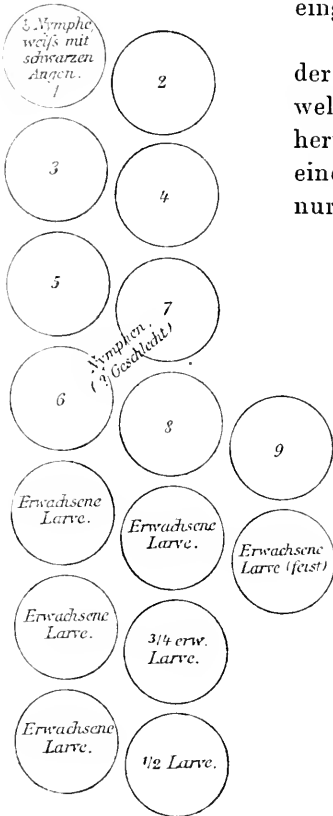 Nymphe,
weiſs mit
schwarzen
Augen.
1
2
3
4
5
7
Nymphen.
(? Geschlecht)
6
8
9
Erwachsene
Larve.
Erwachsene
Larve.
Erwachsene
Larve (feist)
Erwachsene
Larve.
3/4 erw.
Larve.
Erwachsene
Larve.
1/2 Larve.
eing
der
wel
her
eine
nur